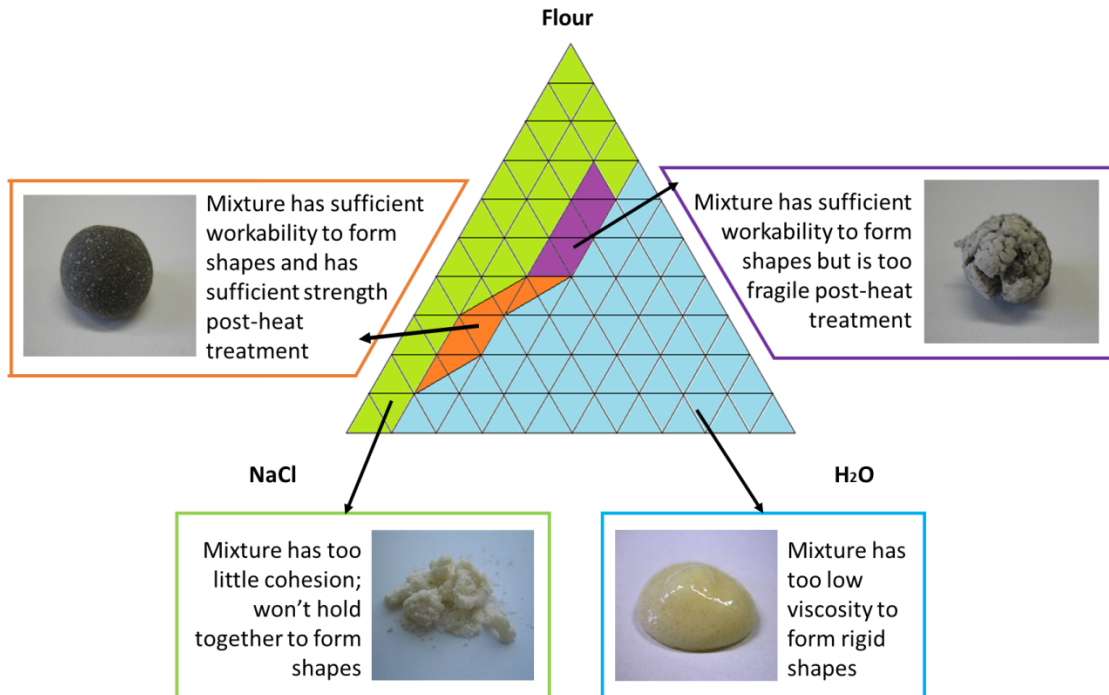 Flour
Mixture has sufficient
workability to form
shapes and has
sufficient strength
post-heat
treatment
Mixture has sufficient
workability to form
shapes but is too
fragile post-heat
treatment
NaCl
H₂O
Mixture has too
little cohesion;
won’t hold
together to form
shapes
Mixture has
too low
viscosity to
form rigid
shapes